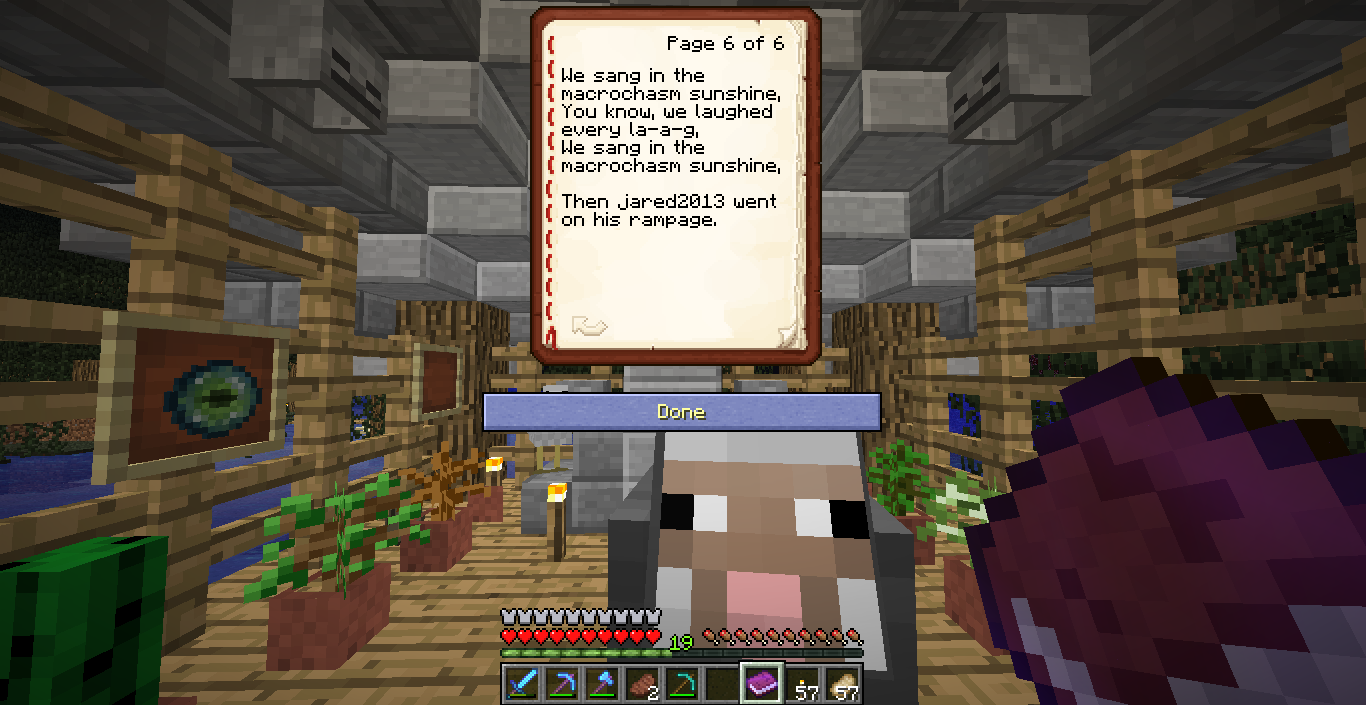 Page 6 of 6
We sang in the
macrochasm sunshine,
You know, we laughed
every la-a-g,
We sang in the
macrochasm sunshine,
Then jared2013 went
on his rampage.
Done
19
2
57
57